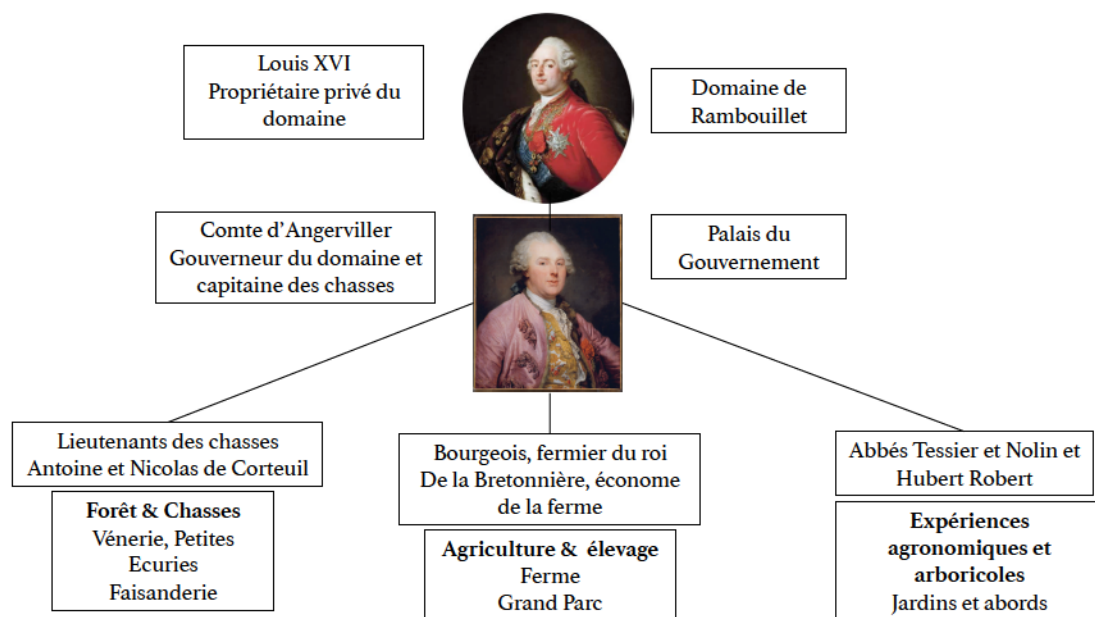 Louis XVI
Propriétaire privé du
domaine
Domaine de
Rambouillet
Comte d’Angerviller
Gouverneur du domaine et
capitaine des chasses
Palais du
Gouvernement
Lieutenants des chasses
Antoine et Nicolas de Corteuil
Forêt & Chasses
Vénerie, Petites
Ecuries
Faisanderie
Bourgeois, fermier du roi
De la Bretonnière, économe
de la ferme
Agriculture & élevage
Ferme
Grand Parc
Abbés Tessier et Nolin et
Hubert Robert
Expériences
agronomiques et
arboricoles
Jardins et abords